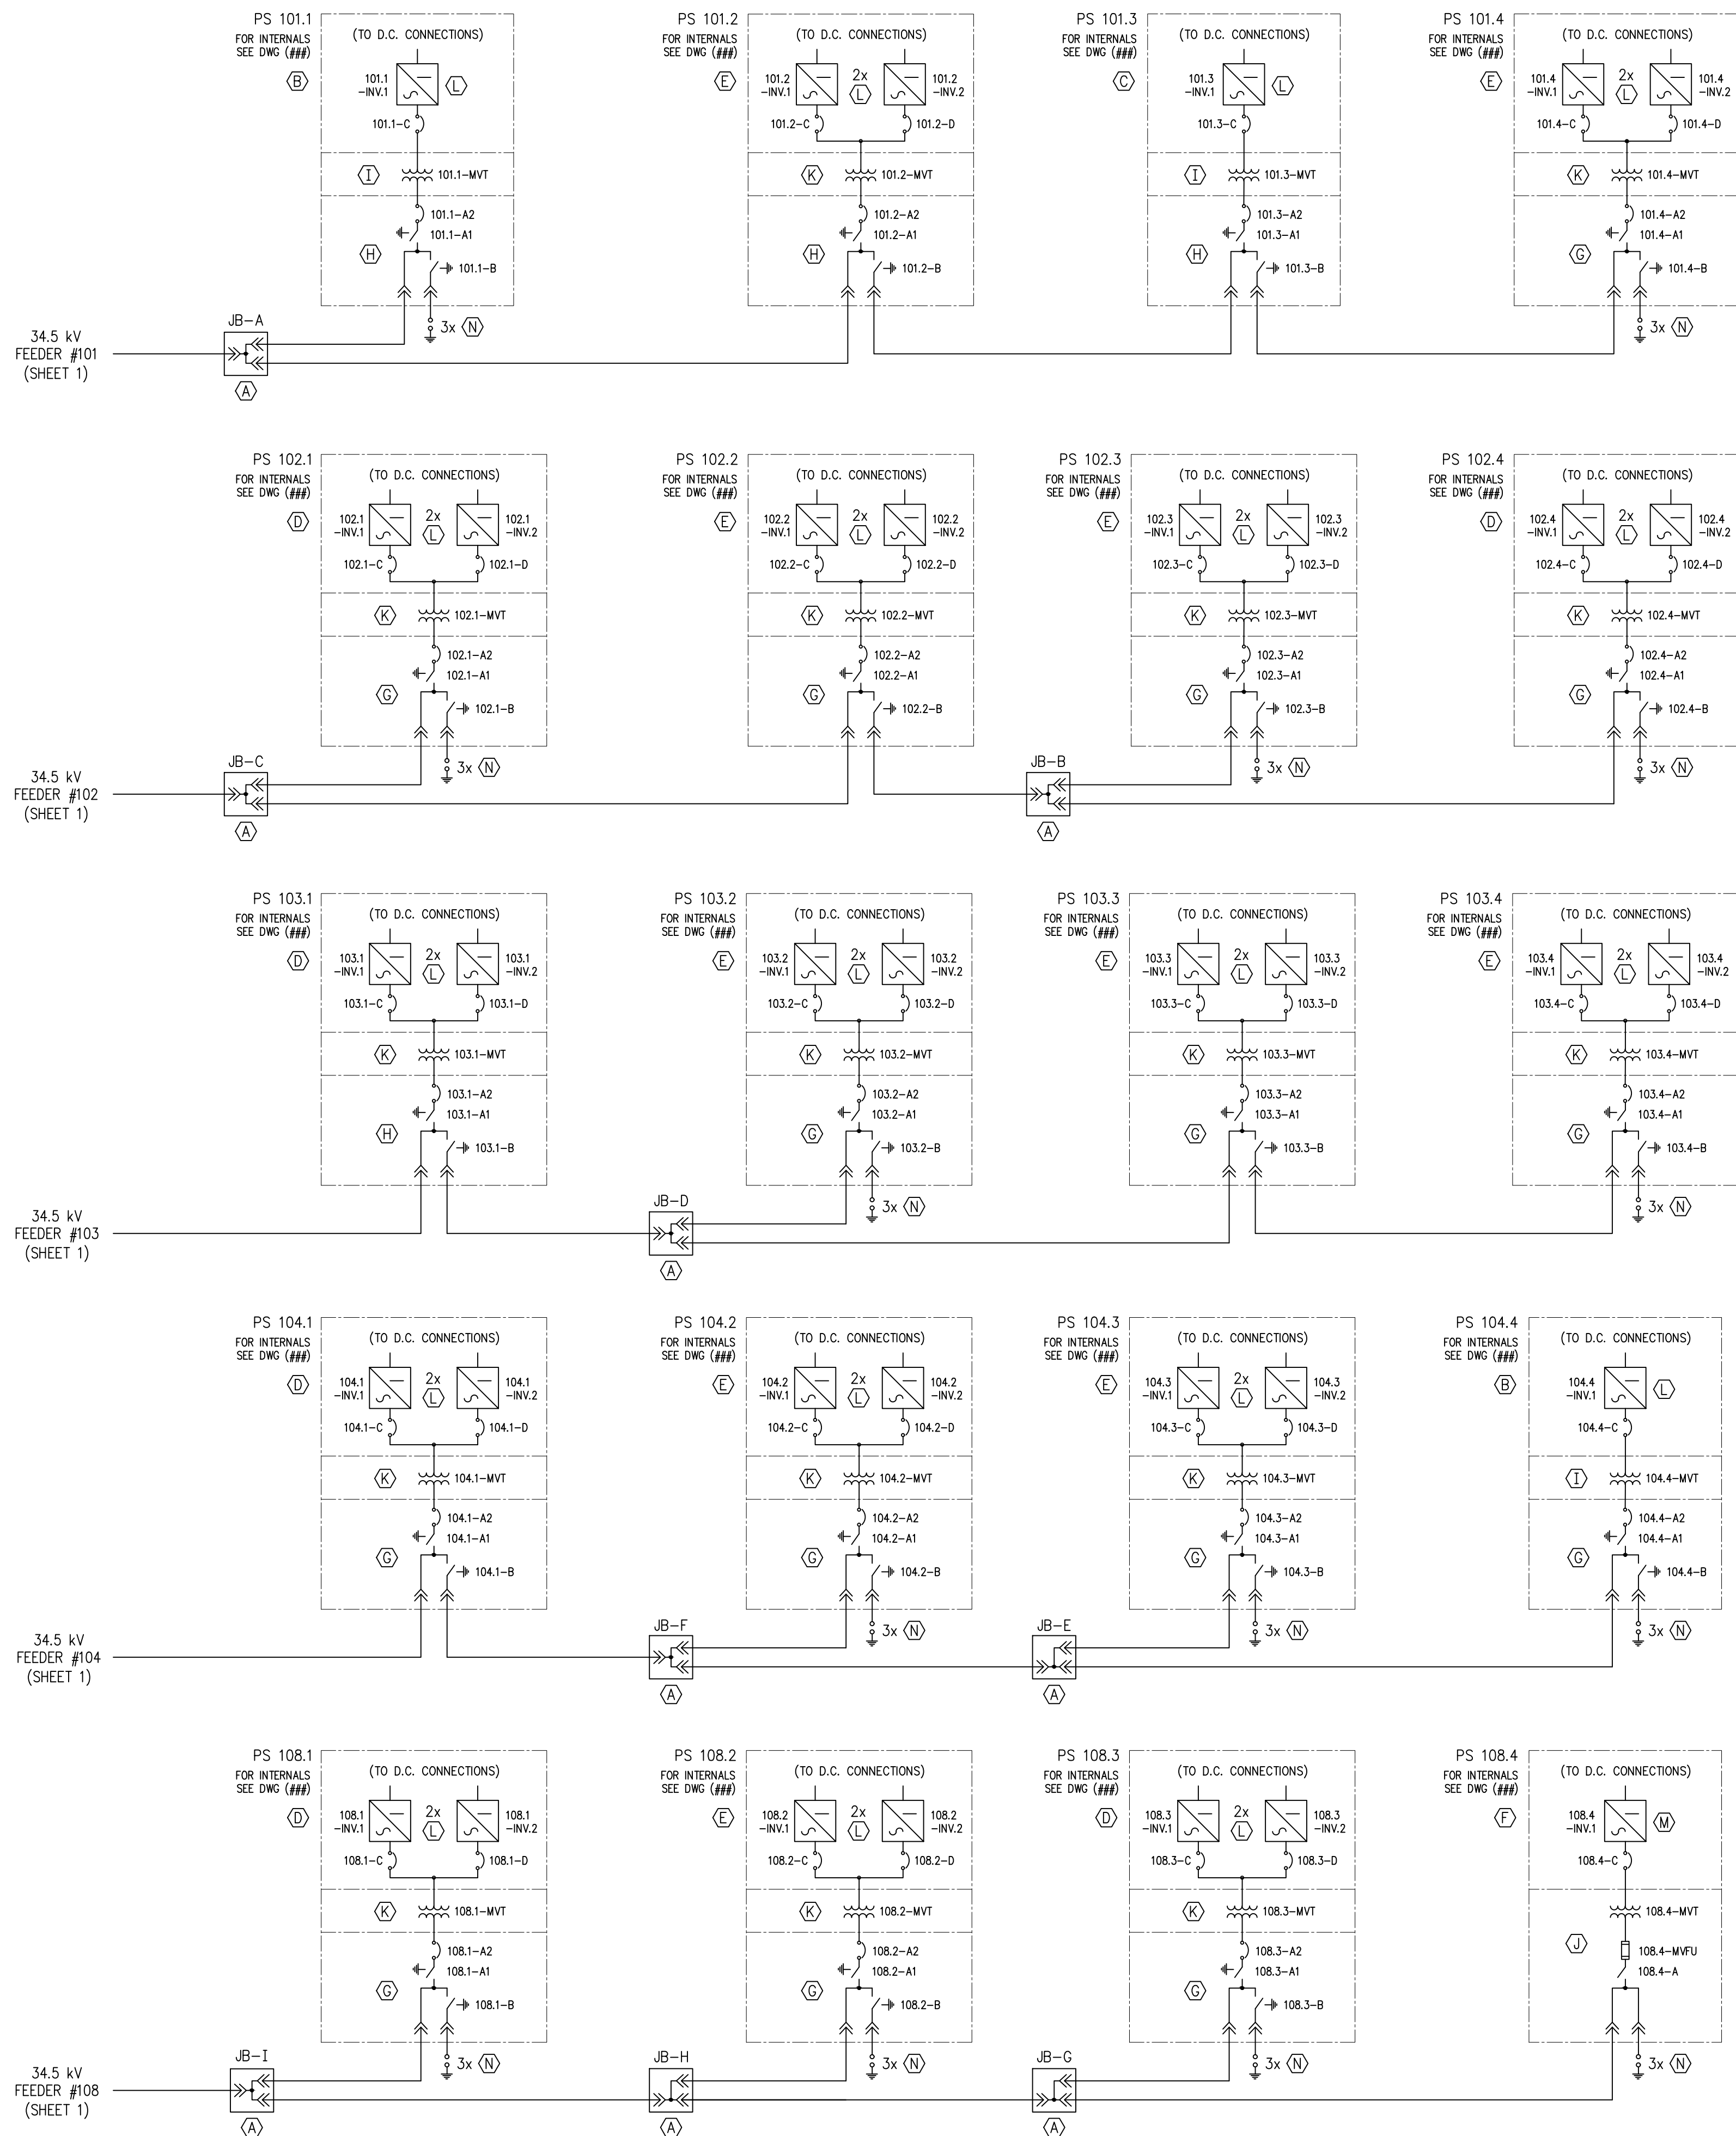 PS 101.1
FOR INTERNALS
SEE DWG (###)
B
(TO D.C. CONNECTIONS)
101.1
-INV.1
L
101.1-C
I
101.1-MVT
101.1-A2
101.1-A1
H
101.1-B
3x N
PS 101.2
FOR INTERNALS
SEE DWG (###)
E
(TO D.C. CONNECTIONS)
101.2
-INV.1
2x
L
101.2
-INV.2
101.2-C
101.2-D
K
101.2-MVT
101.2-A2
101.2-A1
H
101.2-B
PS 101.3
FOR INTERNALS
SEE DWG (###)
C
(TO D.C. CONNECTIONS)
101.3
-INV.1
L
101.3-C
I
101.3-MVT
101.3-A2
101.3-A1
H
101.3-B
PS 101.4
FOR INTERNALS
SEE DWG (###)
E
(TO D.C. CONNECTIONS)
101.4
-INV.1
2x
L
101.4
-INV.2
101.4-C
101.4-D
K
101.4-MVT
101.4-A2
101.4-A1
G
101.4-B
3x N
34.5 kV
FEEDER #101
(SHEET 1)
JB-A
A
PS 102.1
FOR INTERNALS
SEE DWG (###)
D
(TO D.C. CONNECTIONS)
102.1
-INV.1
2x
L
102.1
-INV.2
102.1-C
102.1-D
K
102.1-MVT
102.1-A2
102.1-A1
G
102.1-B
3x N
PS 102.2
FOR INTERNALS
SEE DWG (###)
E
(TO D.C. CONNECTIONS)
102.2
-INV.1
2x
L
102.2
-INV.2
102.2-C
102.2-D
K
102.2-MVT
102.2-A2
102.2-A1
G
102.2-B
PS 102.3
FOR INTERNALS
SEE DWG (###)
E
(TO D.C. CONNECTIONS)
102.3
-INV.1
2x
L
102.3
-INV.2
102.3-C
102.3-D
K
102.3-MVT
102.3-A2
102.3-A1
G
102.3-B
3x N
PS 102.4
FOR INTERNALS
SEE DWG (###)
D
(TO D.C. CONNECTIONS)
102.4
-INV.1
2x
L
102.4
-INV.2
102.4-C
102.4-D
K
102.4-MVT
102.4-A2
102.4-A1
G
102.4-B
3x N
34.5 kV
FEEDER #102
(SHEET 1)
JB-C
A
JB-B
A
PS 103.1
FOR INTERNALS
SEE DWG (###)
D
(TO D.C. CONNECTIONS)
103.1
-INV.1
2x
L
103.1
-INV.2
103.1-C
103.1-D
K
103.1-MVT
103.1-A2
103.1-A1
H
103.1-B
PS 103.2
FOR INTERNALS
SEE DWG (###)
E
(TO D.C. CONNECTIONS)
103.2
-INV.1
2x
L
103.2
-INV.2
103.2-C
103.2-D
K
103.2-MVT
103.2-A2
103.2-A1
G
103.2-B
3x N
PS 103.3
FOR INTERNALS
SEE DWG (###)
E
(TO D.C. CONNECTIONS)
103.3
-INV.1
2x
L
103.3
-INV.2
103.3-C
103.3-D
K
103.3-MVT
103.3-A2
103.3-A1
G
103.3-B
PS 103.4
FOR INTERNALS
SEE DWG (###)
E
(TO D.C. CONNECTIONS)
103.4
-INV.1
2x
L
103.4
-INV.2
103.4-C
103.4-D
K
103.4-MVT
103.4-A2
103.4-A1
G
103.4-B
3x N
34.5 kV
FEEDER #103
(SHEET 1)
JB-D
A
PS 104.1
FOR INTERNALS
SEE DWG (###)
D
(TO D.C. CONNECTIONS)
104.1
-INV.1
2x
L
104.1
-INV.2
104.1-C
104.1-D
K
104.1-MVT
104.1-A2
104.1-A1
G
104.1-B
PS 104.2
FOR INTERNALS
SEE DWG (###)
E
(TO D.C. CONNECTIONS)
104.2
-INV.1
2x
L
104.2
-INV.2
104.2-C
104.2-D
K
104.2-MVT
104.2-A2
104.2-A1
G
104.2-B
3x N
PS 104.3
FOR INTERNALS
SEE DWG (###)
E
(TO D.C. CONNECTIONS)
104.3
-INV.1
2x
L
104.3
-INV.2
104.3-C
104.3-D
K
104.3-MVT
104.3-A2
104.3-A1
G
104.3-B
3x N
PS 104.4
FOR INTERNALS
SEE DWG (###)
B
(TO D.C. CONNECTIONS)
104.4
-INV.1
L
104.4-C
I
104.4-MVT
104.4-A2
104.4-A1
G
104.4-B
3x N
34.5 kV
FEEDER #104
(SHEET 1)
JB-F
A
JB-E
A
PS 108.1
FOR INTERNALS
SEE DWG (###)
D
(TO D.C. CONNECTIONS)
108.1
-INV.1
2x
L
108.1
-INV.2
108.1-C
108.1-D
K
108.1-MVT
108.1-A2
108.1-A1
G
108.1-B
3x N
PS 108.2
FOR INTERNALS
SEE DWG (###)
E
(TO D.C. CONNECTIONS)
108.2
-INV.1
2x
L
108.2
-INV.2
108.2-C
108.2-D
K
108.2-MVT
108.2-A2
108.2-A1
G
108.2-B
3x N
PS 108.3
FOR INTERNALS
SEE DWG (###)
D
(TO D.C. CONNECTIONS)
108.3
-INV.1
2x
L
108.3
-INV.2
108.3-C
108.3-D
K
108.3-MVT
108.3-A2
108.3-A1
G
108.3-B
3x N
PS 108.4
FOR INTERNALS
SEE DWG (###)
F
(TO D.C. CONNECTIONS)
108.4
-INV.1
M
108.4-C
108.4-MVT
J
108.4-MVFU
108.4-A
3x N
34.5 kV
FEEDER #108
(SHEET 1)
JB-I
A
JB-H
A
JB-G
A